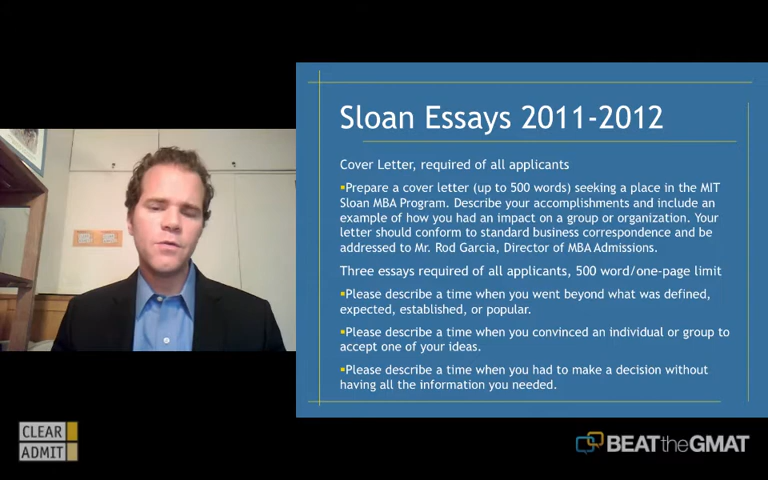 Sloan Essays 2011-2012
Cover Letter, required of all applicants
▪Prepare a cover letter (up to 500 words) seeking a place in the MIT
Sloan MBA Program. Describe your accomplishments and include an
example of how you had an impact on a group or organization. Your
letter should conform to standard business correspondence and be
addressed to Mr. Rod Garcia, Director of MBA Admissions.
Three essays required of all applicants, 500 word/one-page limit
▪Please describe a time when you went beyond what was defined,
expected, established, or popular.
▪Please describe a time when you convinced an individual or group to
accept one of your ideas.
▪Please describe a time when you had to make a decision without
having all the information you needed.
CLEAR
ADMIT
BEATtheGMAT